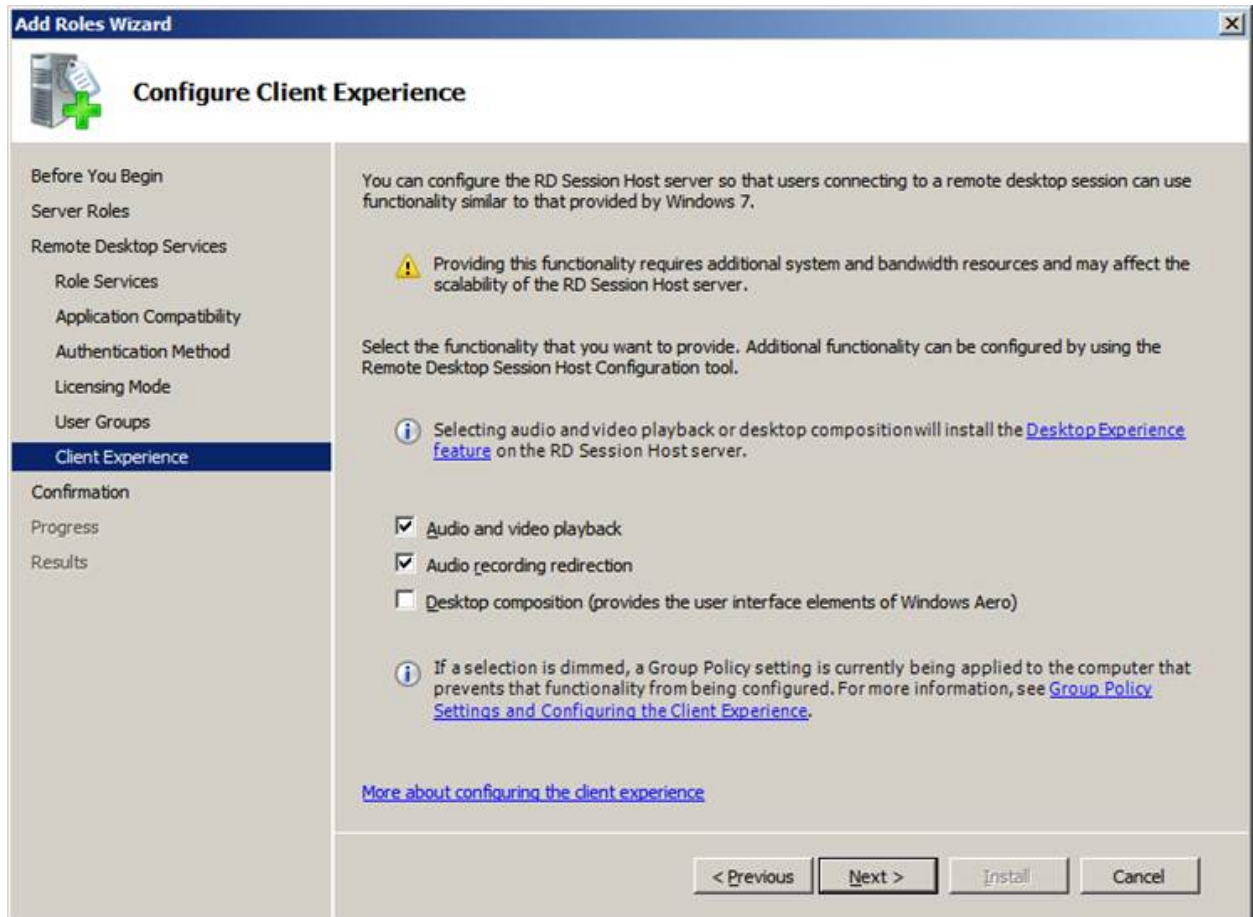 Add Roles Wizard
Configure Client Experience
Before You Begin
Server Roles
Remote Desktop Services
Role Services
Application Compatibility
Authentication Method
Licensing Mode
User Groups
Client Experience
Confirmation
Progress
Results
You can configure the RD Session Host server so that users connecting to a remote desktop session can use
functionality similar to that provided by Windows 7.
Providing this functionality requires additional system and bandwidth resources and may affect the
scalability of the RD Session Host server.
Select the functionality that you want to provide. Additional functionality can be configured by using the
Remote Desktop Session Host Configuration tool.
Selecting audio and video playback or desktop composition will install the Desktop Experience
feature on the RD Session Host server.
Audio and video playback
Audio recording redirection
Desktop composition (provides the user interface elements of Windows Aero)
If a selection is dimmed, a Group Policy setting is currently being applied to the computer that
prevents that functionality from being configured. For more information, see Group Policy
Settings and Configuring the Client Experience.
More about configuring the client experience
< Previous Next > Install Cancel